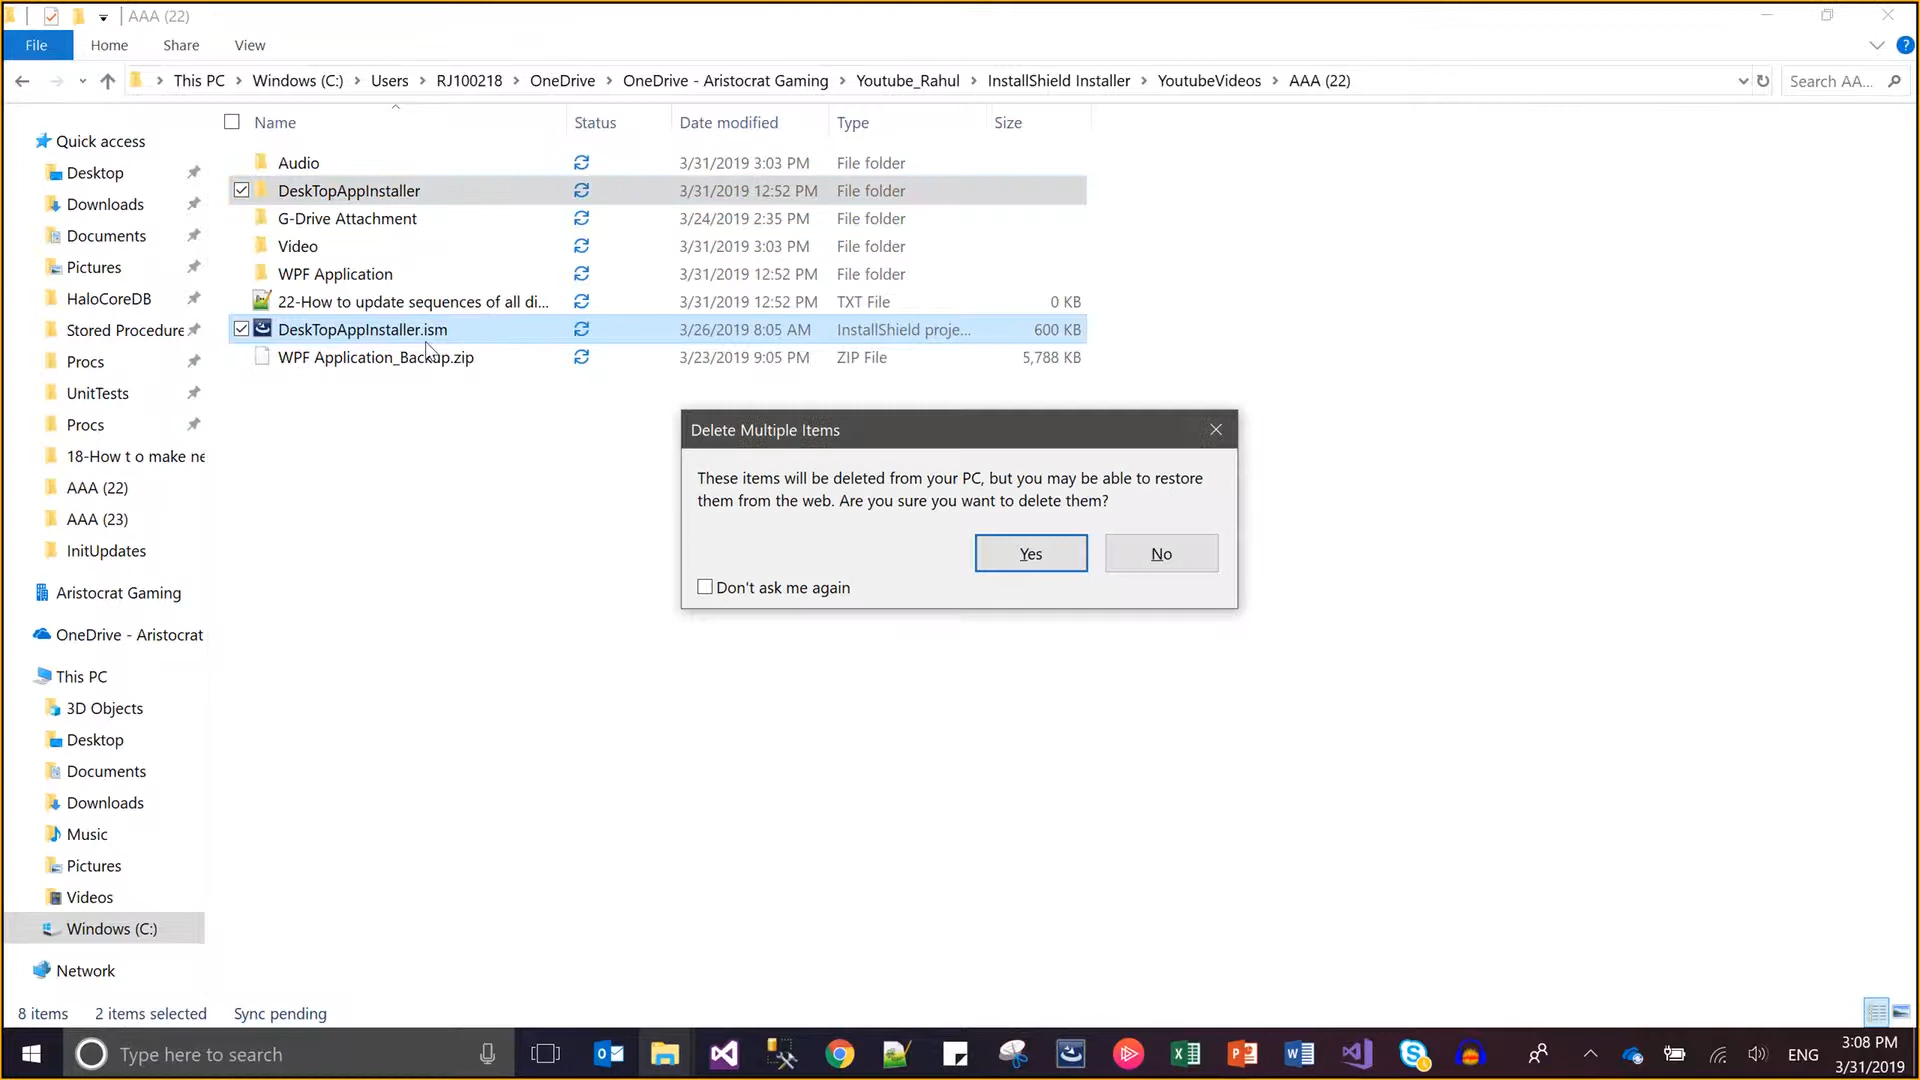 AAA (22)
File Home Share View
This PC Windows (C:) Users RJ100218 OneDrive OneDrive - Aristocrat Gaming Youtube_Rahul InstallShield Installer YoutubeVideos AAA (22) Search AA...
Name Status Date modified Type Size
Audio 3/31/2019 3:03 PM File folder
DeskTopAppInstaller 3/31/2019 12:52 PM File folder
G-Drive Attachment 3/24/2019 2:35 PM File folder
Video 3/31/2019 3:03 PM File folder
WPF Application 3/31/2019 12:52 PM File folder
22-How to update sequences of all di... 3/31/2019 12:52 PM TXT File 0 KB
DeskTopAppInstaller.ism 3/26/2019 8:05 AM InstallShield proje... 600 KB
WPF Application_Backup.zip 3/23/2019 9:05 PM ZIP File 5,788 KB
Quick access
Desktop
Downloads
Documents
Pictures
HaloCoreDB
Stored Procedure
Procs
UnitTests
Procs
18-How t o make ne
AAA (22)
AAA (23)
InitUpdates
Aristocrat Gaming
OneDrive - Aristocrat
This PC
3D Objects
Desktop
Documents
Downloads
Music
Pictures
Videos
Windows (C:)
Network
Delete Multiple Items
These items will be deleted from your PC, but you may be able to restore
them from the web. Are you sure you want to delete them?
Yes No
Don't ask me again
8 items 2 items selected Sync pending
Type here to search
ENG
3:08 PM
3/31/2019